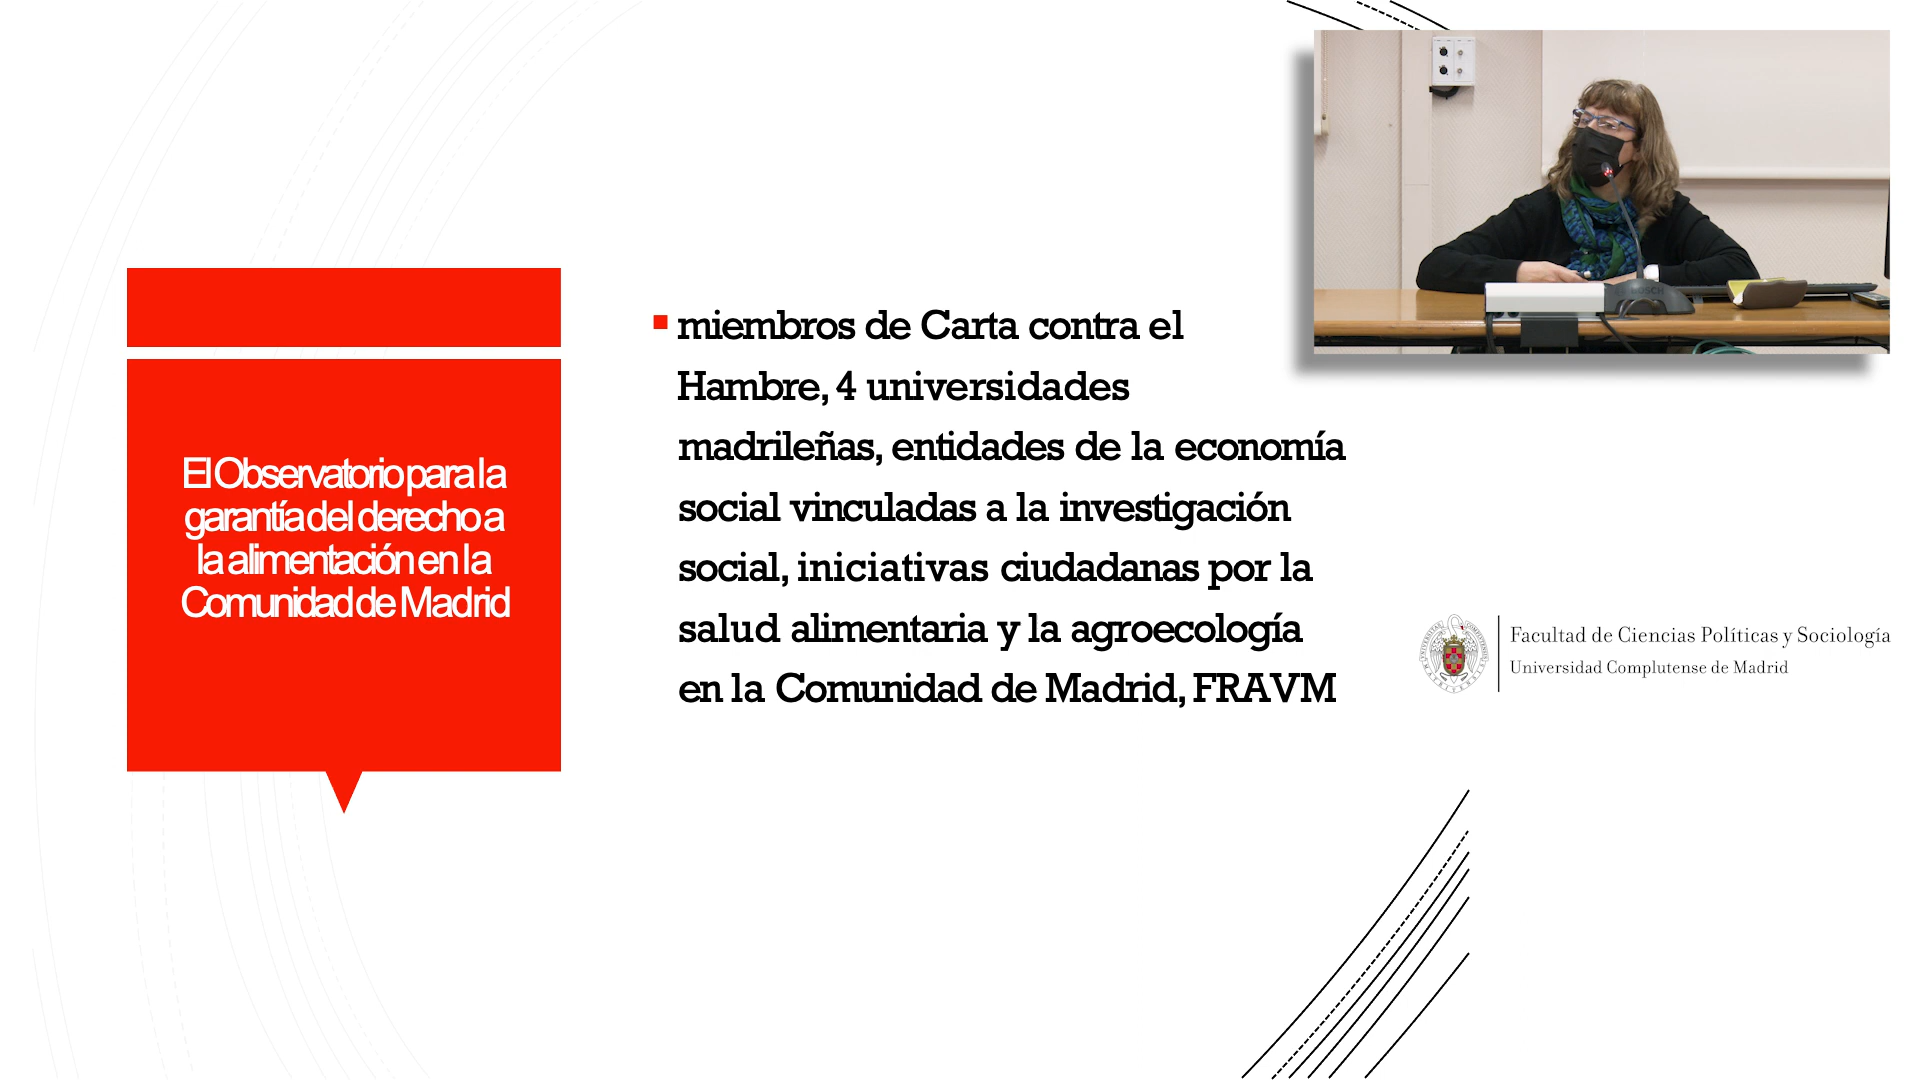 El Observatorio para la
garantía del derecho a
la alimentación en la
Comunidad de Madrid
miembros de Carta contra el
Hambre, 4 universidades
madrileñas, entidades de la economía
social vinculadas a la investigación
social, iniciativas ciudadanas por la
salud alimentaria y la agroecología
en la Comunidad de Madrid, FRAVM
BOSCH
Facultad de Ciencias Políticas y Sociología
Universidad Complutense de Madrid